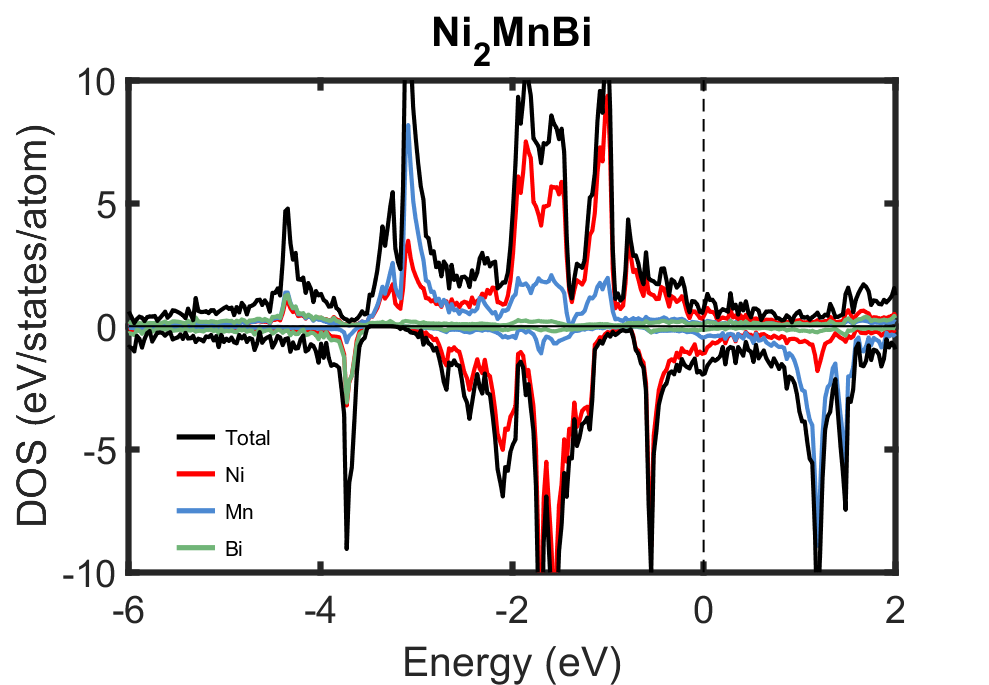 Ni2MnBi
DOS (eV/states/atom)
10
5
0
-5
-10
Total
Ni
Mn
Bi
-6 -4 -2 0 2
Energy (eV)